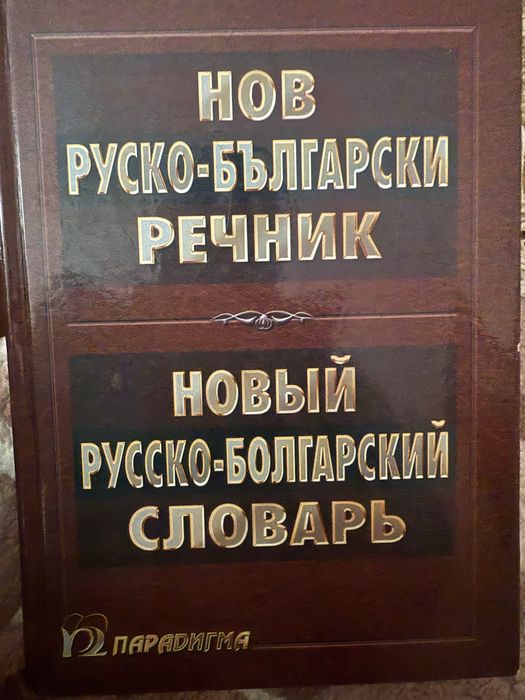 НОВ
РУСКО-БЪЛГАРСКИ
РЕЧНИК
НОВЫЙ
РУССКО-БОЛГАРСКИЙ
СЛОВАРЬ
ПАРАДИГМА